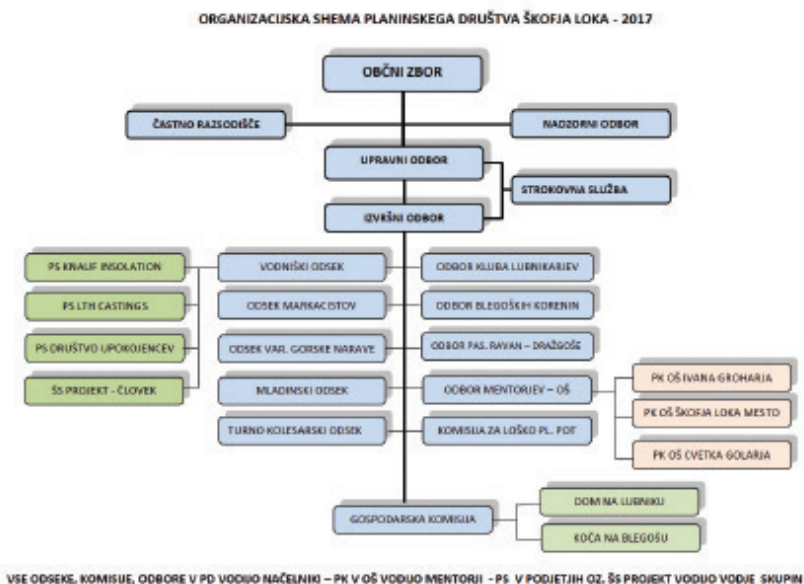 ORGANIZACIJSKA SHEMA PLANINSKEGA DRUŠTVA ŠKOFJA LOKA - 2017
OBČNI ZBOR
ČASTNO RAZSODIŠČE
NADZORNI ODBOR
UPRAVNI ODBOR
STROKOVNA SLUŽBA
IZVRŠNI ODBOR
PS KNAUF INSOLATION
VODNIŠKI ODSEK
ODBOR KLUBA LUBNIKARJEV
PS LTH CASTINGS
ODSEK MARKACISTOV
ODBOR BLEGOŠKIH KORENIN
PS DRUŠTVO UPOKOJENCEV
ODSEK VAR. GORSKE NARAVE
ODBOR PAS. RAVAN – DRAŽGOŠE
ŠS PROJEKT - ČLOVEK
MLADINSKI ODSEK
ODBOR MENTORJEV – OŠ
PK OŠ IVANA GROHARJA
PK OŠ ŠKOFJA LOKA MESTO
TURNO KOLESARSKI ODSEK
KOMISIJA ZA LOŠKO PL. POT
PK OŠ CVETKA GOLARJA
GOSPODARSKA KOMISIJA
DOM NA LUBNIKU
KOČA NA BLEGOŠU
VSE ODSEKE, KOMISIJE, ODBORE V PD VODIJO NAČELNIKI – PK V OŠ VODIJO MENTORJI - PS V PODJETJIH OZ. ŠS PROJEKT VODIJO VODJE SKUPIN